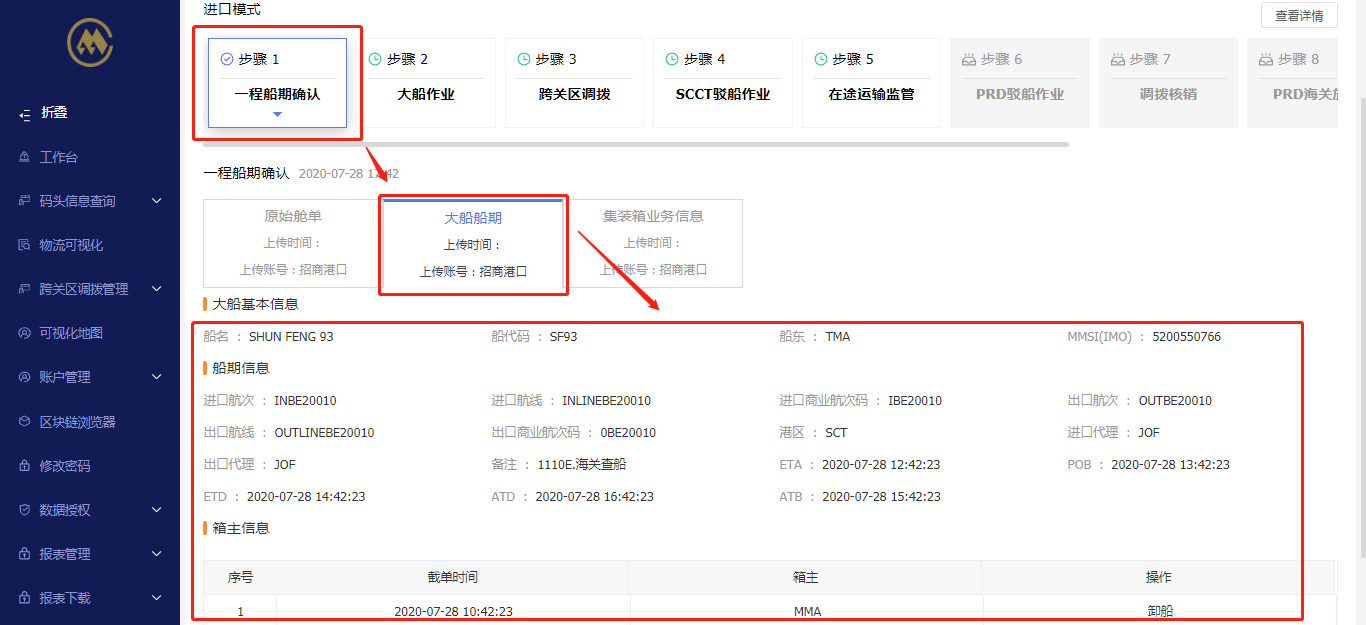 折叠
工作台
码头信息查询
物流可视化
跨关区调拨管理
可视化地图
账户管理
区块链浏览器
修改密码
数据授权
报表管理
报表下载
进口模式
查看详情
步骤 1
一程船期确认
步骤 2
大船作业
步骤 3
跨关区调拨
步骤 4
SCCT驳船作业
步骤 5
在途运输监管
步骤 6
PRD驳船作业
步骤 7
调拨核销
步骤 8
PRD海关放
一程船期确认 2020-07-28 17:42
原始舱单
上传时间：
上传账号：招商港口
大船船期
上传时间：
上传账号：招商港口
集装箱业务信息
上传时间：
上传账号：招商港口
大船基本信息
船名 ： SHUN FENG 93 船代码 ： SF93 船东 ： TMA MMSI(IMO) ： 5200550766
船期信息
进口航次 ： INBE20010 进口航线 ： INLINEBE20010 进口商业航次码 ： IBE20010 出口航次 ： OUTBE20010
出口航线 ： OUTLINEBE20010 出口商业航次码 ： 0BE20010 港区 ： SCT 进口代理 ： JOF
出口代理 ： JOF 备注 ： 1110E.海关查船 ETA ： 2020-07-28 12:42:23 POB ： 2020-07-28 13:42:23
ETD ： 2020-07-28 14:42:23 ATD ： 2020-07-28 16:42:23 ATB ： 2020-07-28 15:42:23
箱主信息
序号 截单时间 箱主 操作
1 2020-07-28 10:42:23 MMA 卸船